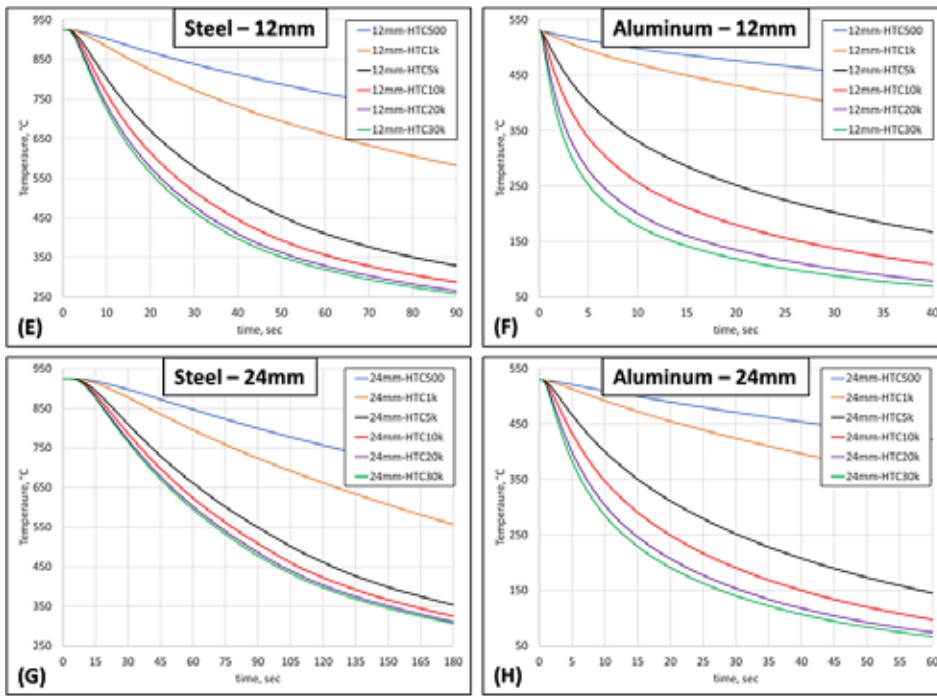 Steel – 12mm
950
850
750
650
550
450
350
250
Temperaure, °C
0 10 20 30 40 50 60 70 80 90
time, sec
12mm-HTC500
12mm-HTC1k
12mm-HTC5k
12mm-HTC10k
12mm-HTC20k
12mm-HTC30k
(E)
Aluminum – 12mm
550
450
350
250
150
50
Temperaure, °C
0 5 10 15 20 25 30 35 40
time, sec
12mm-HTC500
12mm-HTC1k
12mm-HTC5k
12mm-HTC10k
12mm-HTC20k
12mm-HTC30k
(F)
Steel – 24mm
950
850
750
650
550
450
350
250
Temperaure, °C
0 15 30 45 60 75 90 105 120 135 150 165 180
time, sec
24mm-HTC500
24mm-HTC1k
24mm-HTC5k
24mm-HTC10k
24mm-HTC20k
24mm-HTC30k
(G)
Aluminum – 24mm
550
450
350
250
150
50
Temperaure, °C
0 5 10 15 20 25 30 35 40 45 50 55 60
time, sec
24mm-HTC500
24mm-HTC1k
24mm-HTC5k
24mm-HTC10k
24mm-HTC20k
24mm-HTC30k
(H)